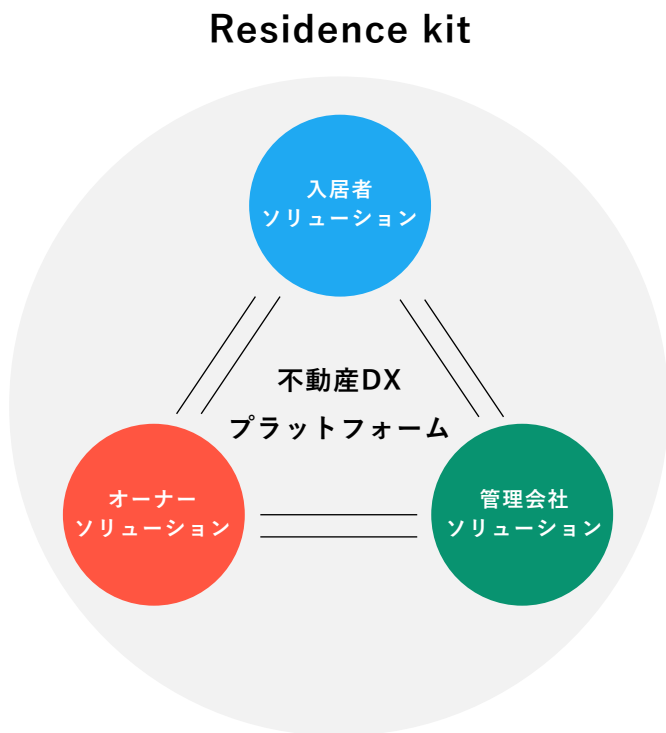 Residence kit
入居者
ソリューション
不動産DX
プラットフォーム
オーナー
ソリューション
管理会社
ソリューション